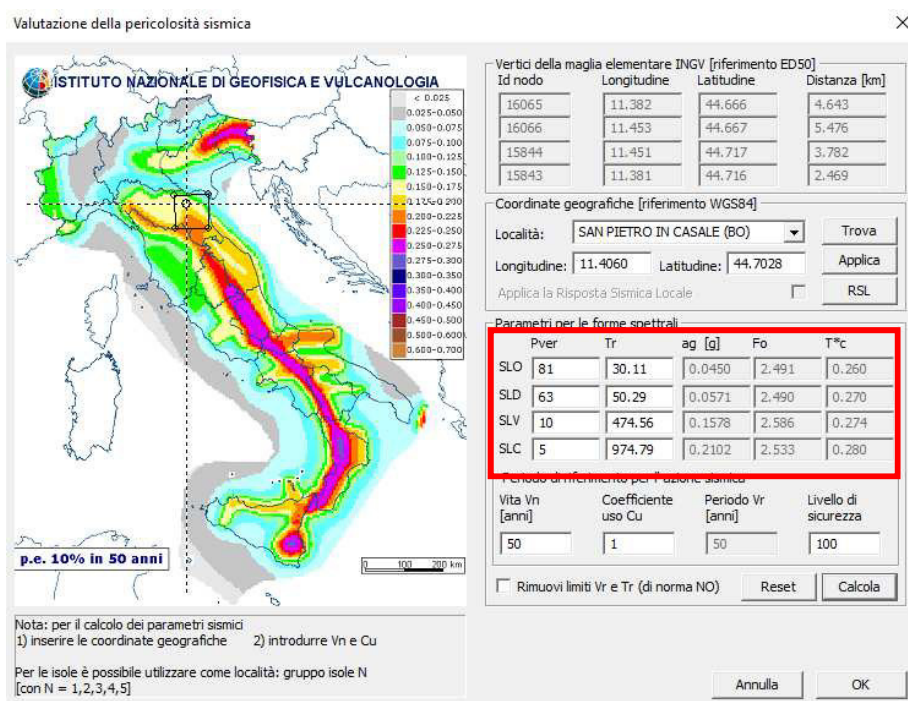 Valutazione della pericolosità sismica
ISTITUTO NAZIONALE DI GEOFISICA E VULCANOLOGIA
< 0.025
0.025-0.050
0.050-0.075
0.075-0.100
0.100-0.125
0.125-0.150
0.150-0.175
0.175-0.200
0.200-0.225
0.225-0.250
0.250-0.275
0.275-0.300
0.300-0.350
0.350-0.400
0.400-0.450
0.450-0.500
0.500-0.600
0.600-0.700
p.e. 10% in 50 anni
0 100 200 km
Nota: per il calcolo dei parametri sismici
1) inserire le coordinate geografiche 2) introdurre Vn e Cu
Per le isole è possibile utilizzare come località: gruppo isole N
[con N = 1,2,3,4,5]
Vertici della maglia elementare INGV [riferimento ED50]
Id nodo Longitudine Latitudine Distanza [km]
16065 11.382 44.666 4.643
16066 11.453 44.667 5.476
15844 11.451 44.717 3.782
15843 11.381 44.716 2.469
Coordinate geografiche [riferimento WGS84]
Località: SAN PIETRO IN CASALE (BO) Trova
Longitudine: 11.4060 Latitudine: 44.7028 Applica
Applica la Risposta Sismica Locale RSL
Parametri per le forme spettrali
Pver Tr ag [g] Fo T*c
SLO 81 30.11 0.0450 2.491 0.260
SLD 63 50.29 0.0571 2.490 0.270
SLV 10 474.56 0.1578 2.586 0.274
SLC 5 974.79 0.2102 2.533 0.280
Periodo di riferimento per l'azione sismica
Vita Vn Coefficiente Periodo Vr Livello di
[anni] uso Cu [anni] sicurezza
50 1 50 100
Rimuovi limiti Vr e Tr (di norma NO) Reset Calcola
Annulla OK